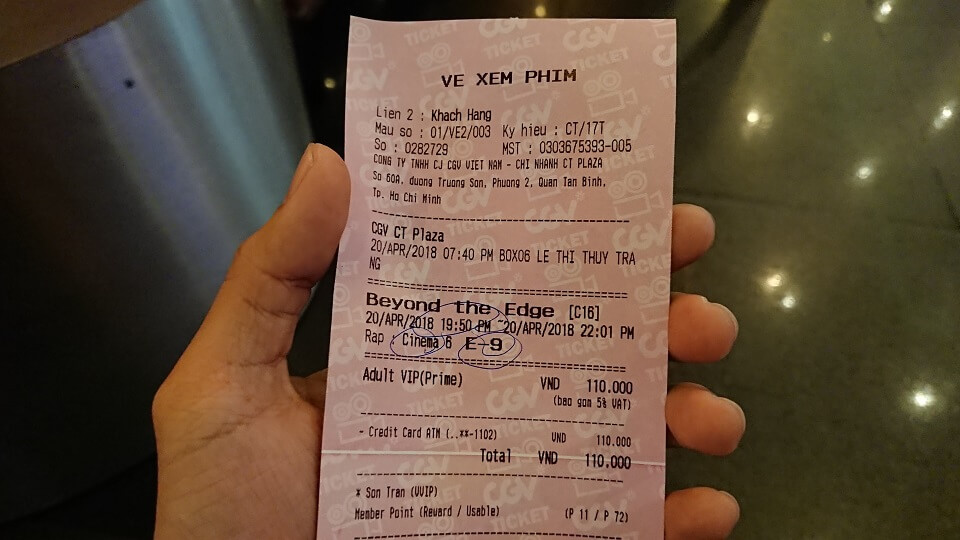 VE XEM PHIM
Lien 2 : Khach Hang
Mau so : 01/VE2/003 Ky hieu : CT/17T
So : 0282729 MST : 0303675393-005
CONG TY TNHH CJ CGV VIET NAM - CHI NHANH CT PLAZA
So 60A, duong Truong Son, Phuong 2, Quan Tan Binh,
Tp. Ho Chi Minh
CGV CT Plaza
20/APR/2018 07:40 PM BOX06 LE THI THUY TRA
NG
Beyond the Edge [C16]
20/APR/2018 19:50 PM ~20/APR/2018 22:01 PM
Rap : Cinema 6 E-9
Adult VIP(Prime) VND 110.000
(bao gom 5% VAT)
- Credit Card ATM (..**-1102) VND 110.000
Total VND 110.000
* Son Tran (VVIP)
Member Point (Reward / Usable) (P 11 / P 72)